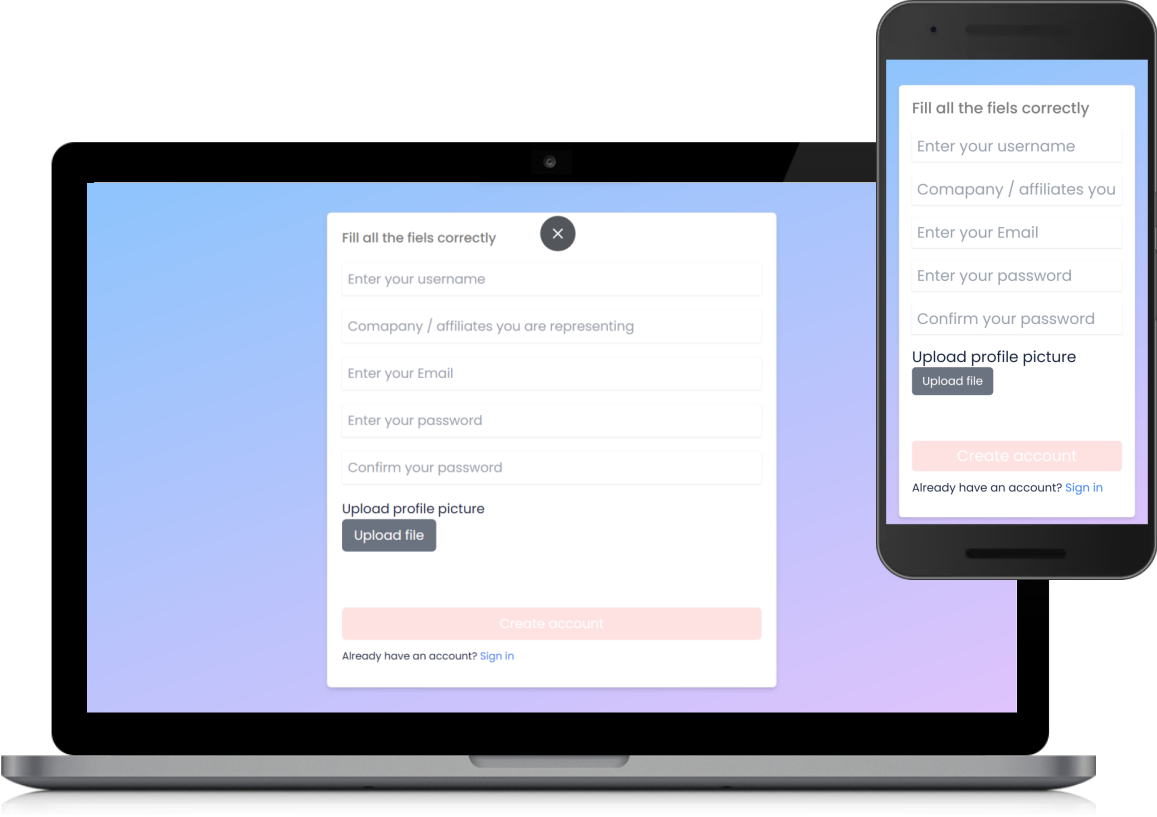 Fill all the fiels correctly
Enter your username
Comapany / affiliates you are representing
Enter your Email
Enter your password
Confirm your password
Upload profile picture
Upload file
Create account
Already have an account? Sign in
Fill all the fiels correctly
Enter your username
Comapany / affiliates you
Enter your Email
Enter your password
Confirm your password
Upload profile picture
Upload file
Create account
Already have an account? Sign in